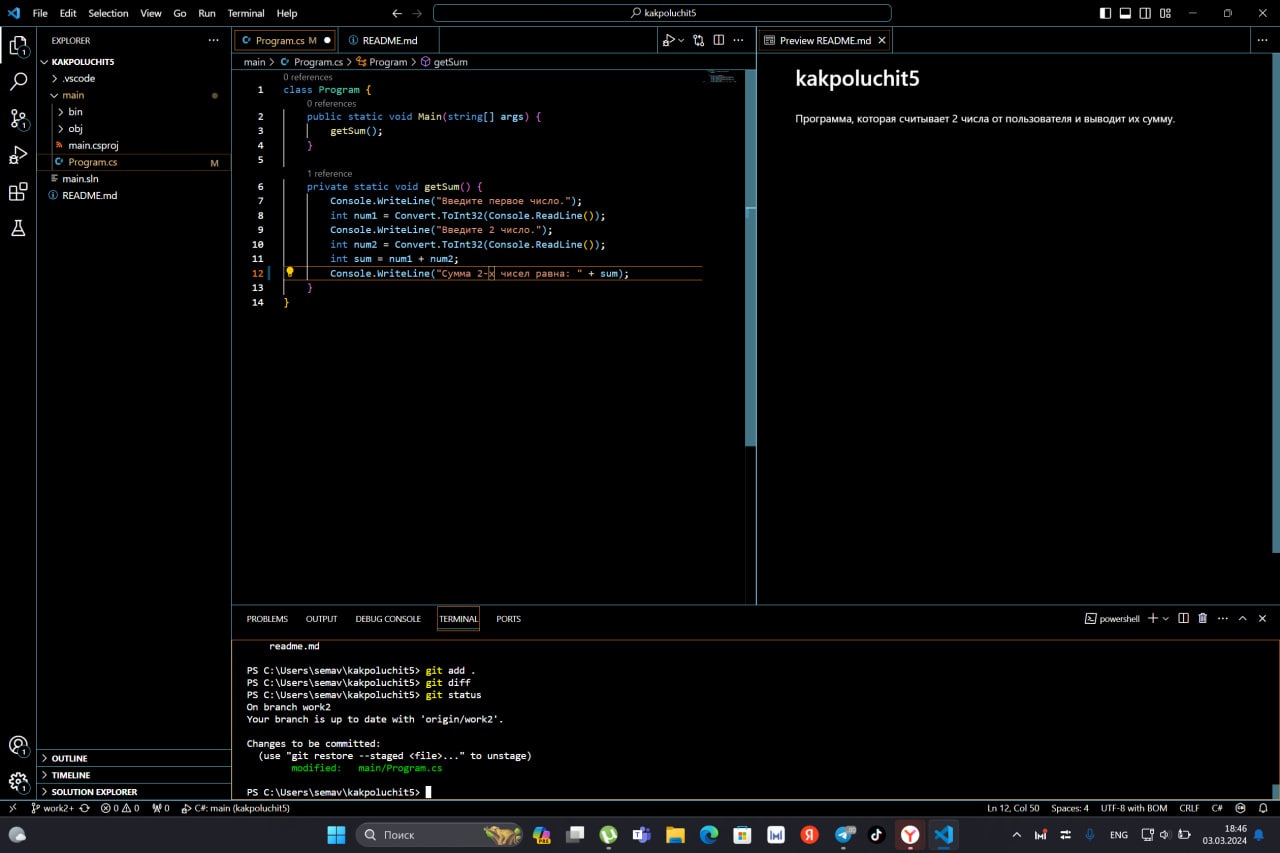 File Edit Selection View Go Run Terminal Help
kakpoluchit5
EXPLORER
KAKPOLUCHIT5
.vscode
main
bin
obj
main.csproj
Program.cs M
main.sln
README.md
OUTLINE
TIMELINE
SOLUTION EXPLORER
Program.cs M
README.md
main > Program.cs > Program > getSum
0 references
1 class Program {
0 references
2 public static void Main(string[] args) {
3 getSum();
4 }
5
1 reference
6 private static void getSum() {
7 Console.WriteLine("Введите первое число.");
8 int num1 = Convert.ToInt32(Console.ReadLine());
9 Console.WriteLine("Введите 2 число.");
10 int num2 = Convert.ToInt32(Console.ReadLine());
11 int sum = num1 + num2;
12 Console.WriteLine("Сумма 2-х чисел равна: " + sum);
13 }
14 }
Preview README.md
kakpoluchit5
Программа, которая считывает 2 числа от пользователя и выводит их сумму.
PROBLEMS OUTPUT DEBUG CONSOLE TERMINAL PORTS
powershell
readme.md
PS C:\Users\semav\kakpoluchit5> git add .
PS C:\Users\semav\kakpoluchit5> git diff
PS C:\Users\semav\kakpoluchit5> git status
On branch work2
Your branch is up to date with 'origin/work2'.
Changes to be committed:
(use "git restore --staged <file>..." to unstage)
modified: main/Program.cs
PS C:\Users\semav\kakpoluchit5>
work2+ 0 0 0 C#: main (kakpoluchit5)
Ln 12, Col 50 Spaces: 4 UTF-8 with BOM CRLF C#
Поиск
ENG
18:46
03.03.2024